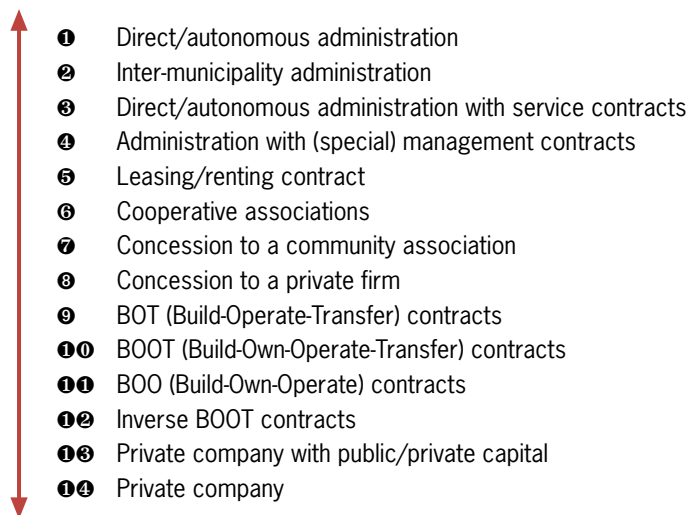 ❶ Direct/autonomous administration
❷ Inter-municipality administration
❸ Direct/autonomous administration with service contracts
❹ Administration with (special) management contracts
❺ Leasing/renting contract
❻ Cooperative associations
❼ Concession to a community association
❽ Concession to a private firm
❾ BOT (Build-Operate-Transfer) contracts
❶⓿ BOOT (Build-Own-Operate-Transfer) contracts
❶❶ BOO (Build-Own-Operate) contracts
❶❷ Inverse BOOT contracts
❶❸ Private company with public/private capital
❶❹ Private company